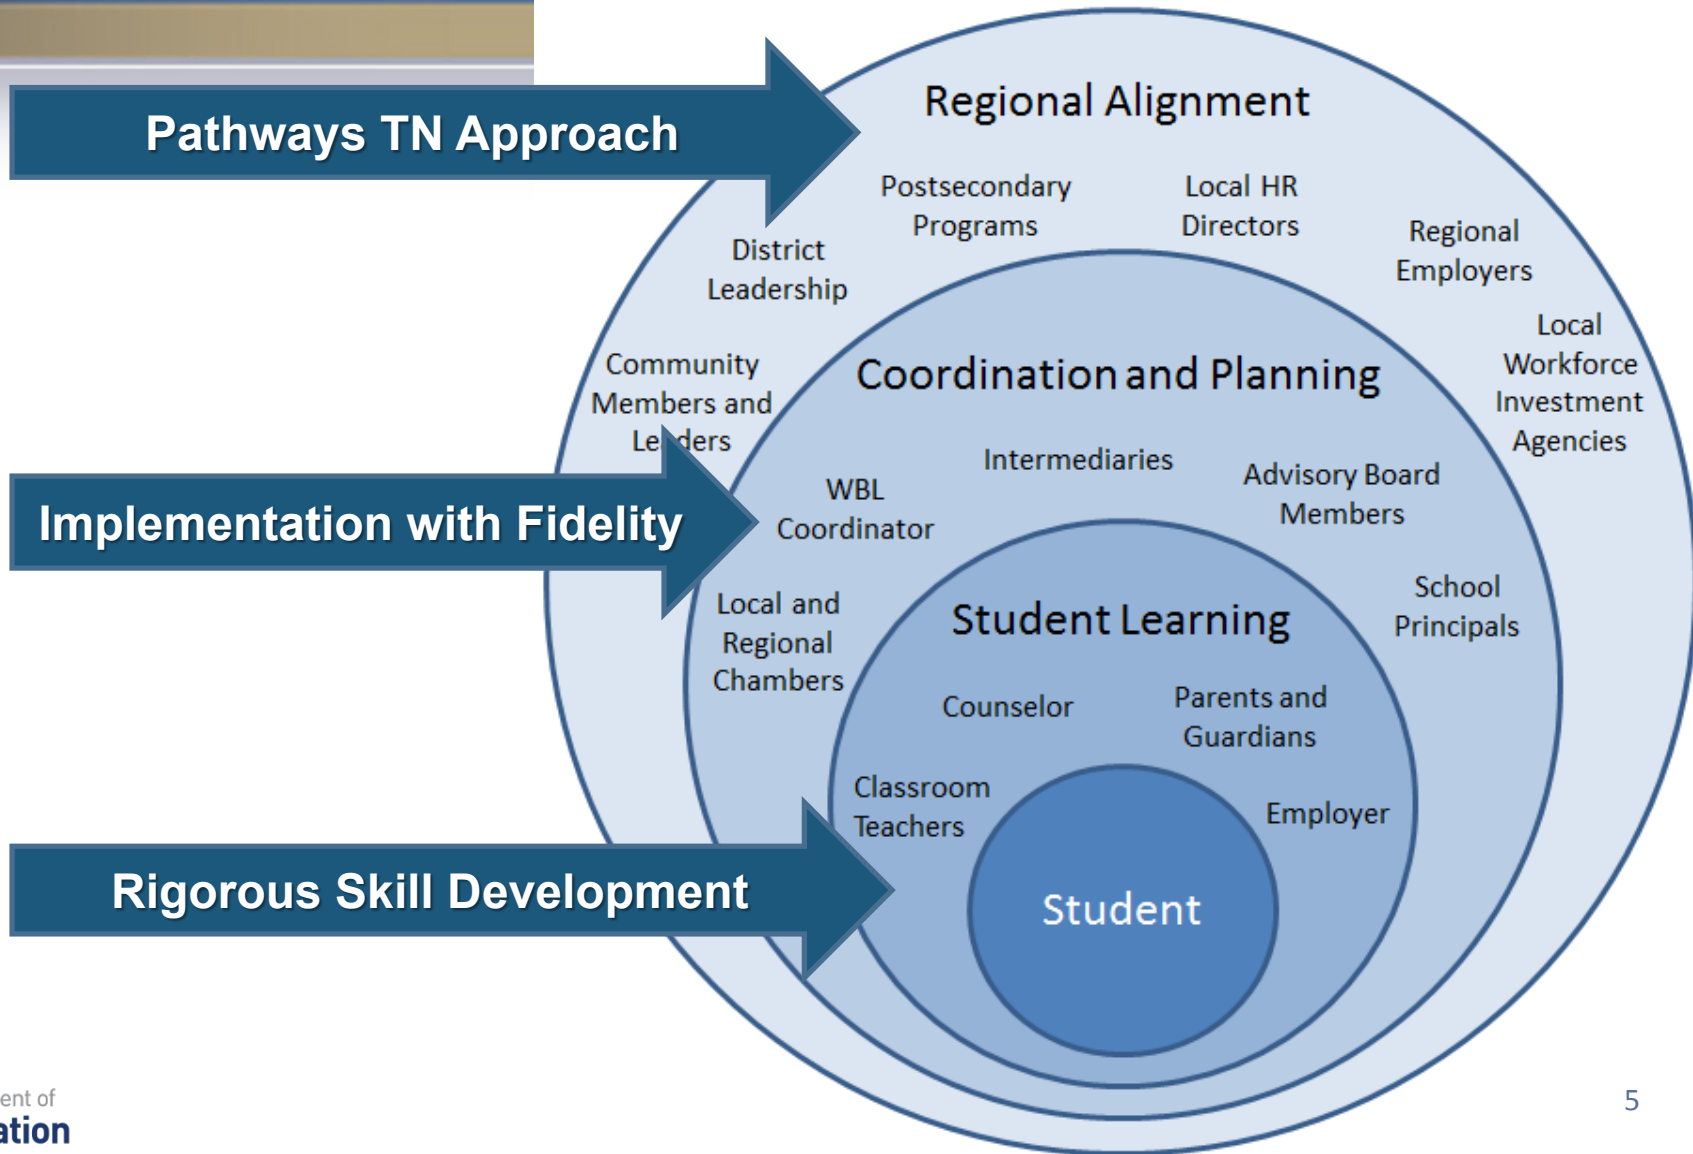 Pathways TN Approach
Regional Alignment
Postsecondary
Programs
Local HR
Directors
Regional
Employers
District
Leadership
Local
Workforce
Investment
Agencies
Community
Members and
Leaders
Coordination and Planning
Implementation with Fidelity
Intermediaries
WBL
Coordinator
Advisory Board
Members
Local and
Regional
Chambers
School
Principals
Student Learning
Counselor
Parents and
Guardians
Classroom
Teachers
Employer
Rigorous Skill Development
Student
ent of
ation
5